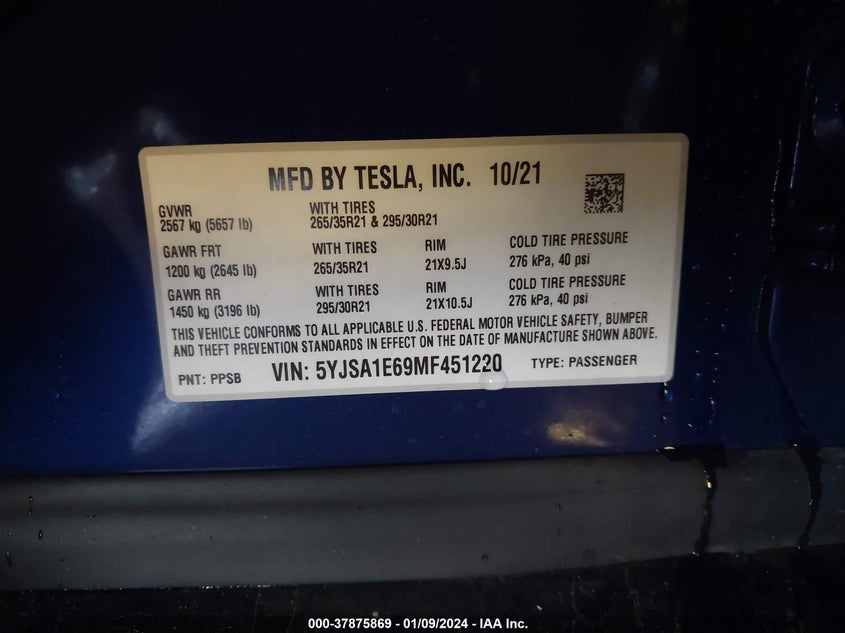 MFD BY TESLA, INC. 10/21
GVWR WITH TIRES
2567 kg (5657 lb) 265/35R21 & 295/30R21
GAWR FRT WITH TIRES RIM COLD TIRE PRESSURE
1200 kg (2645 lb) 265/35R21 21X9.5J 276 kPa, 40 psi
GAWR RR WITH TIRES RIM COLD TIRE PRESSURE
1450 kg (3196 lb) 295/30R21 21X10.5J 276 kPa, 40 psi
THIS VEHICLE CONFORMS TO ALL APPLICABLE U.S. FEDERAL MOTOR VEHICLE SAFETY, BUMPER
AND THEFT PREVENTION STANDARDS IN EFFECT ON THE DATE OF MANUFACTURE SHOWN ABOVE.
PNT: PPSB VIN: 5YJSA1E69MF451220 TYPE: PASSENGER
000-37875869 - 01/09/2024 - IAA Inc.